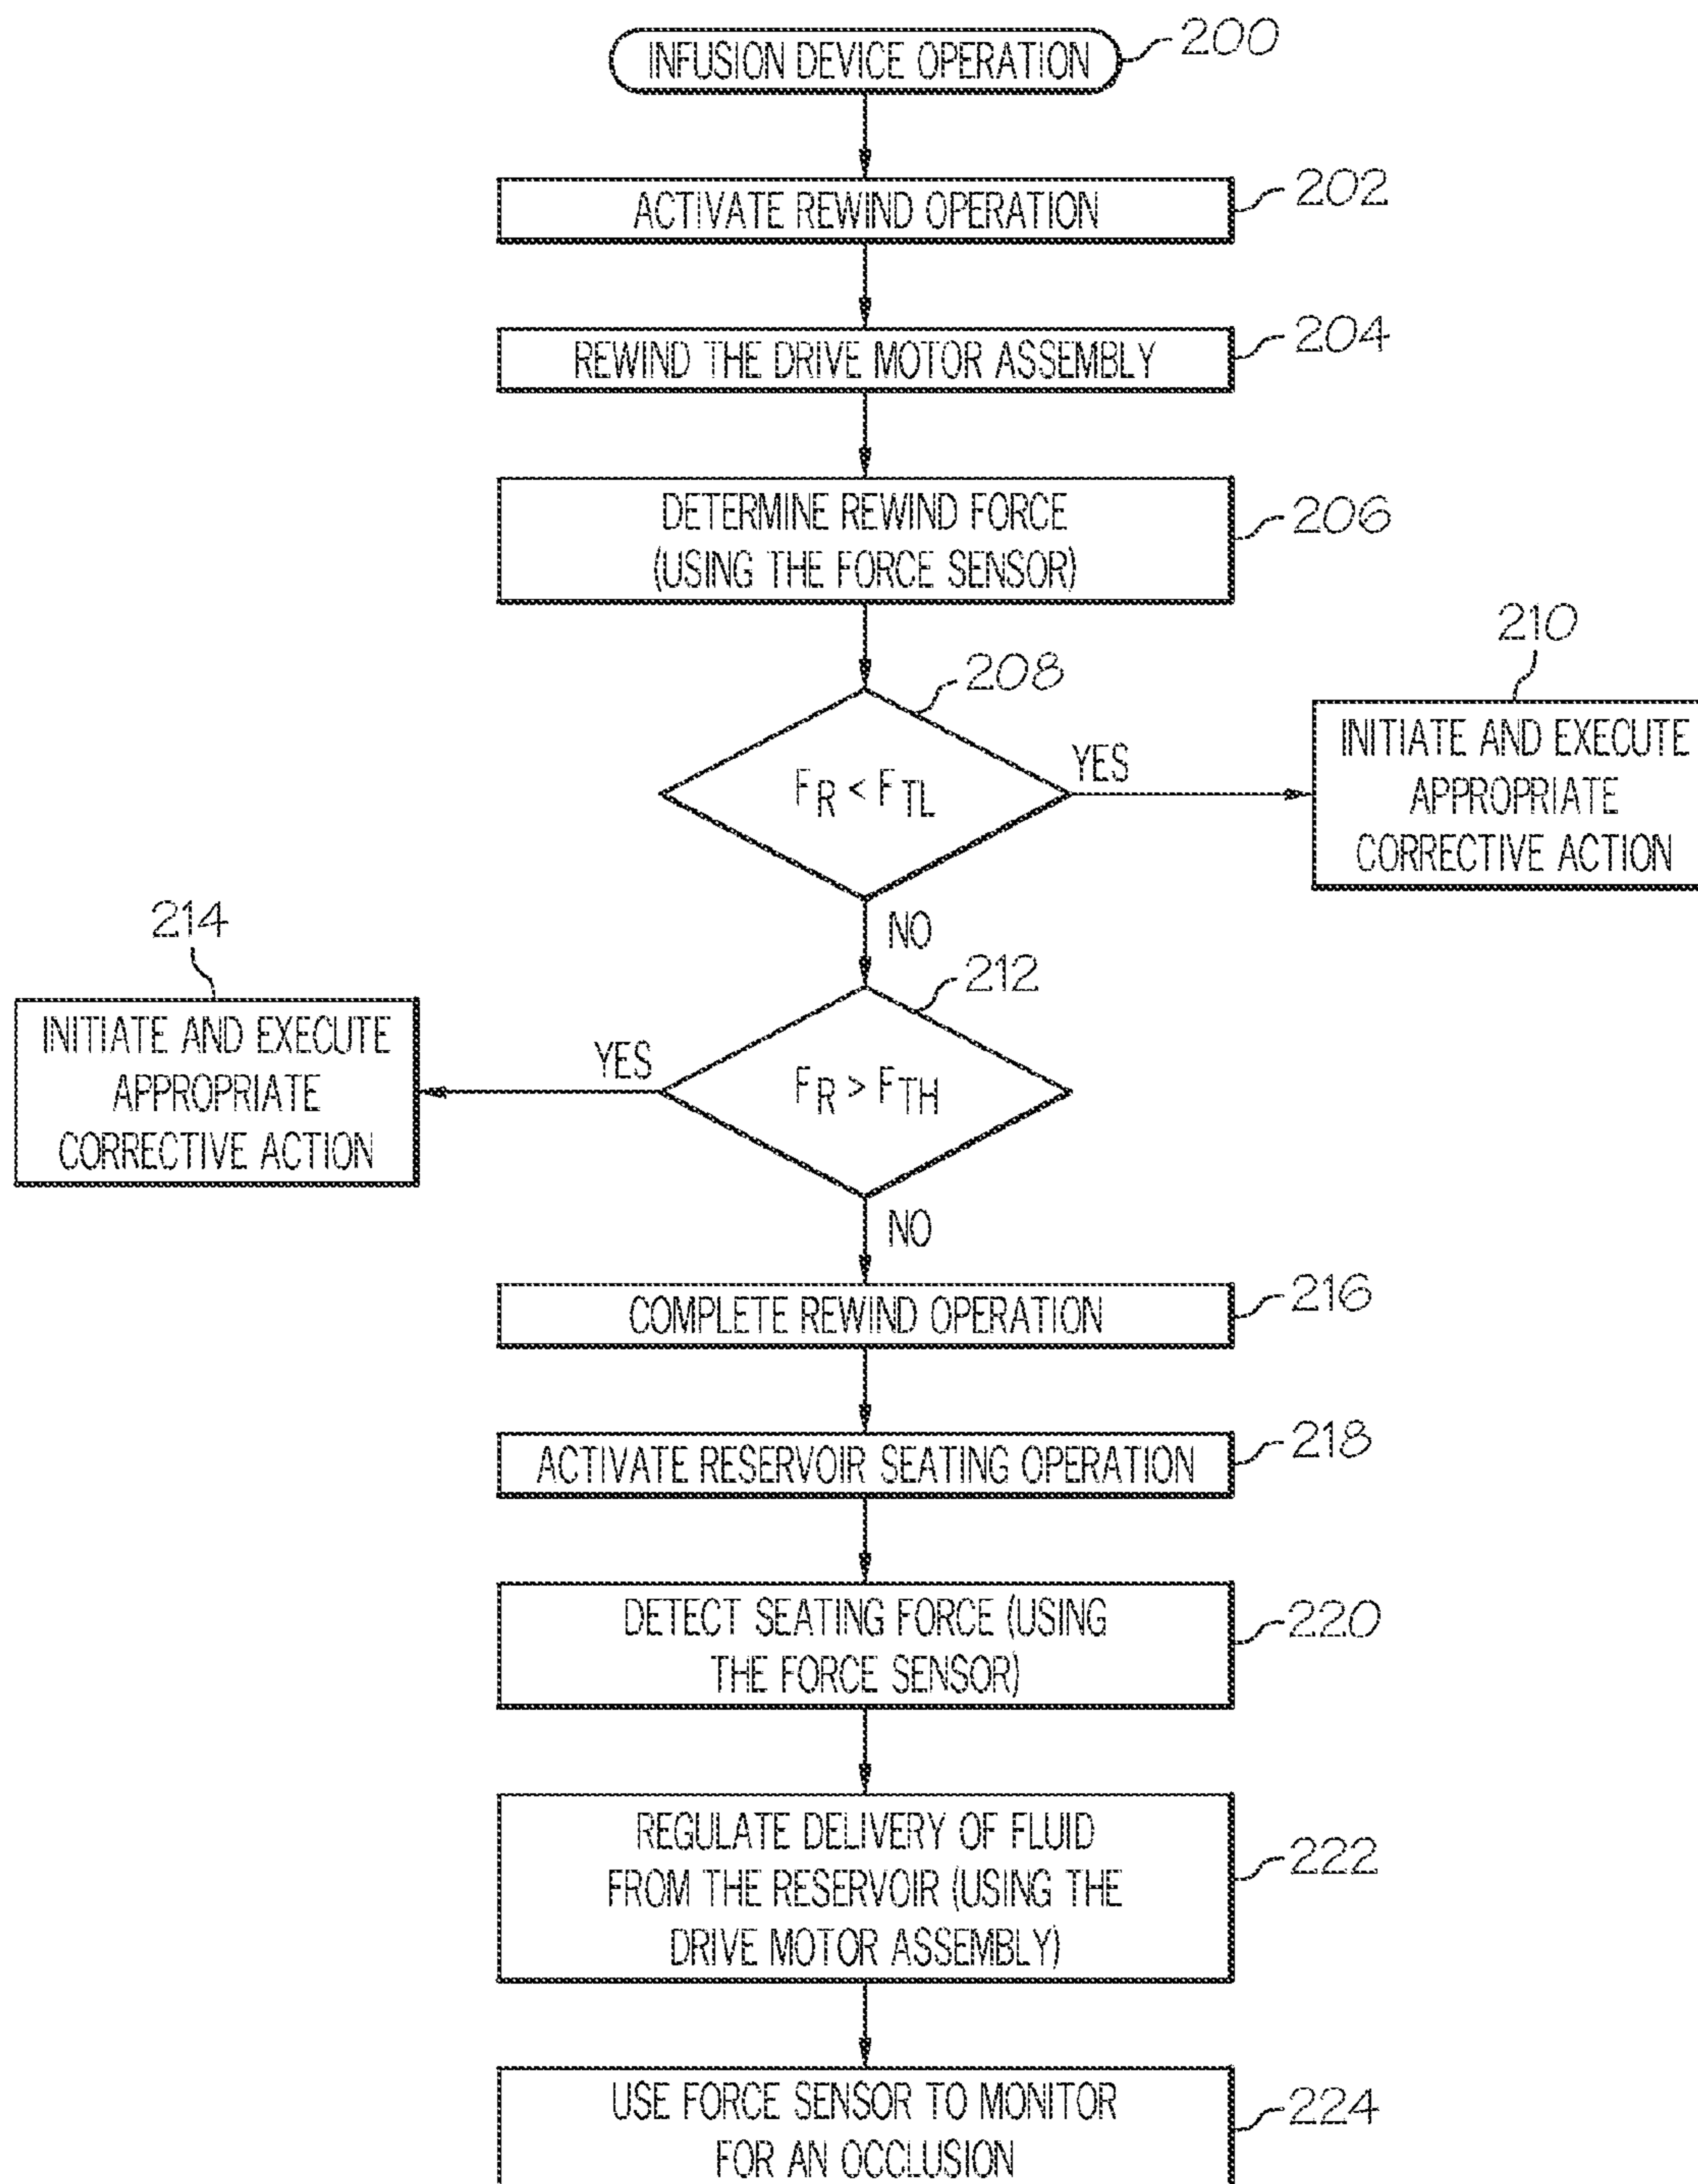 INFUSION DEVICE OPERATION
200
ACTIVATE REWIND OPERATION
202
REWIND THE DRIVE MOTOR ASSEMBLY
204
DETERMINE REWIND FORCE
(USING THE FORCE SENSOR)
206
208
FR < FTL
YES
210
INITIATE AND EXECUTE
APPROPRIATE
CORRECTIVE ACTION
NO
212
FR > FTH
YES
214
INITIATE AND EXECUTE
APPROPRIATE
CORRECTIVE ACTION
NO
COMPLETE REWIND OPERATION
216
ACTIVATE RESERVOIR SEATING OPERATION
218
DETECT SEATING FORCE (USING
THE FORCE SENSOR)
220
REGULATE DELIVERY OF FLUID
FROM THE RESERVOIR (USING THE
DRIVE MOTOR ASSEMBLY)
222
USE FORCE SENSOR TO MONITOR
FOR AN OCCLUSION
224